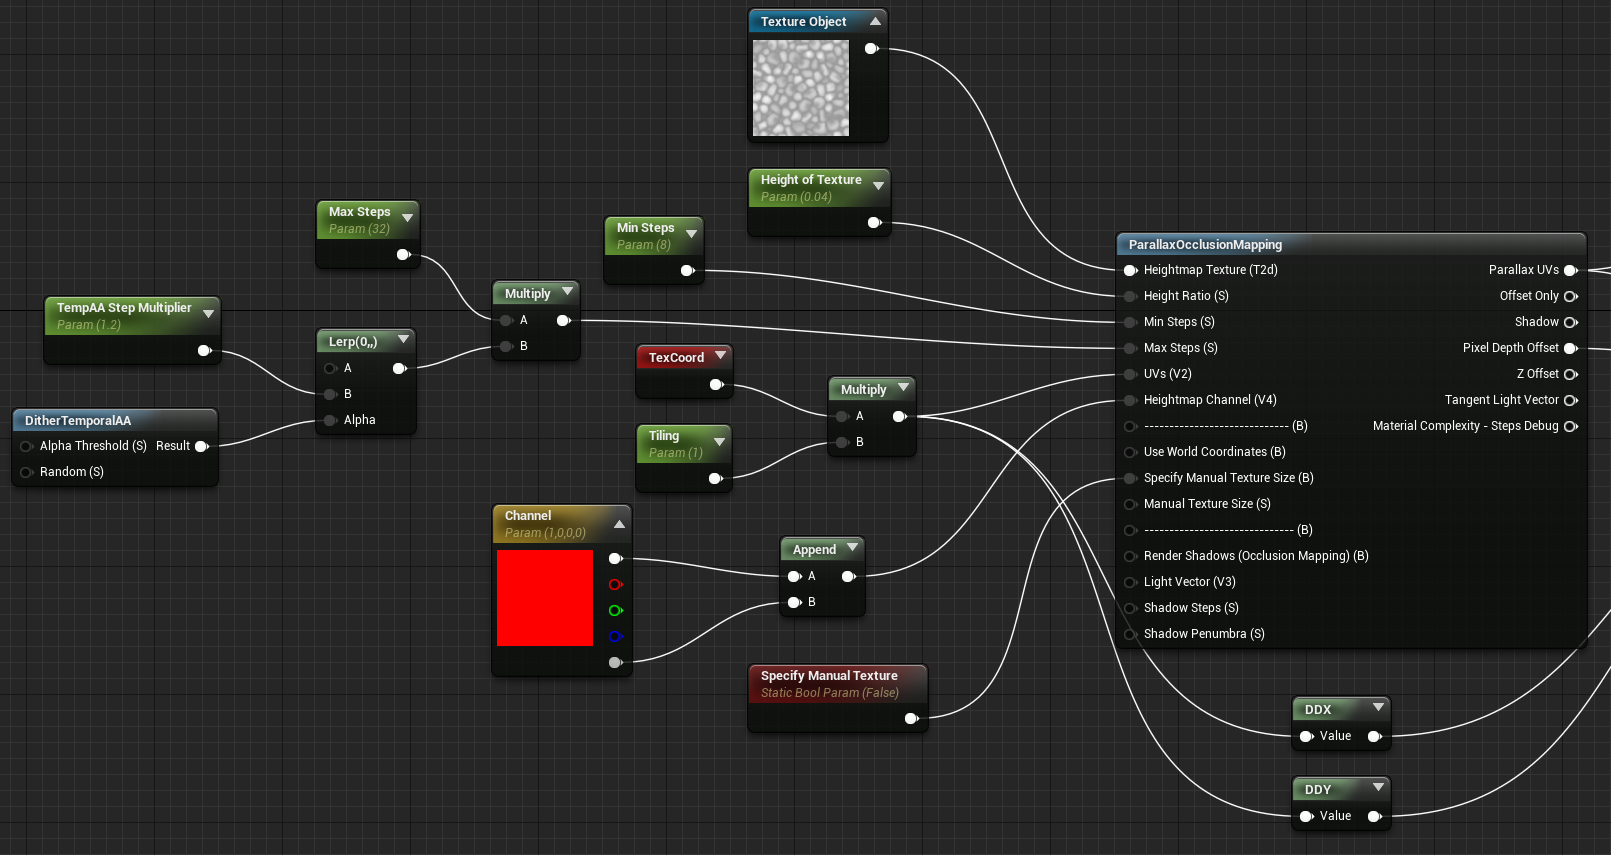 Texture Object
Height of Texture
Param (0.04)
Max Steps
Param (32)
Min Steps
Param (8)
TempAA Step Multiplier
Param (1.2)
Multiply
A
B
Lerp(0,,)
A
B
Alpha
DitherTemporalAA
Alpha Threshold (S) Result
Random (S)
TexCoord
Tiling
Param (1)
Multiply
A
B
Channel
Param (1,0,0,0)
Append
A
B
Specify Manual Texture
Static Bool Param (False)
ParallaxOcclusionMapping
Heightmap Texture (T2d) Parallax UVs
Height Ratio (S) Offset Only
Min Steps (S) Shadow
Max Steps (S) Pixel Depth Offset
UVs (V2) Z Offset
Heightmap Channel (V4) Tangent Light Vector
---------------------------- (B) Material Complexity - Steps Debug
Use World Coordinates (B)
Specify Manual Texture Size (B)
Manual Texture Size (S)
----------------------------- (B)
Render Shadows (Occlusion Mapping) (B)
Light Vector (V3)
Shadow Steps (S)
Shadow Penumbra (S)
DDX
Value
DDY
Value